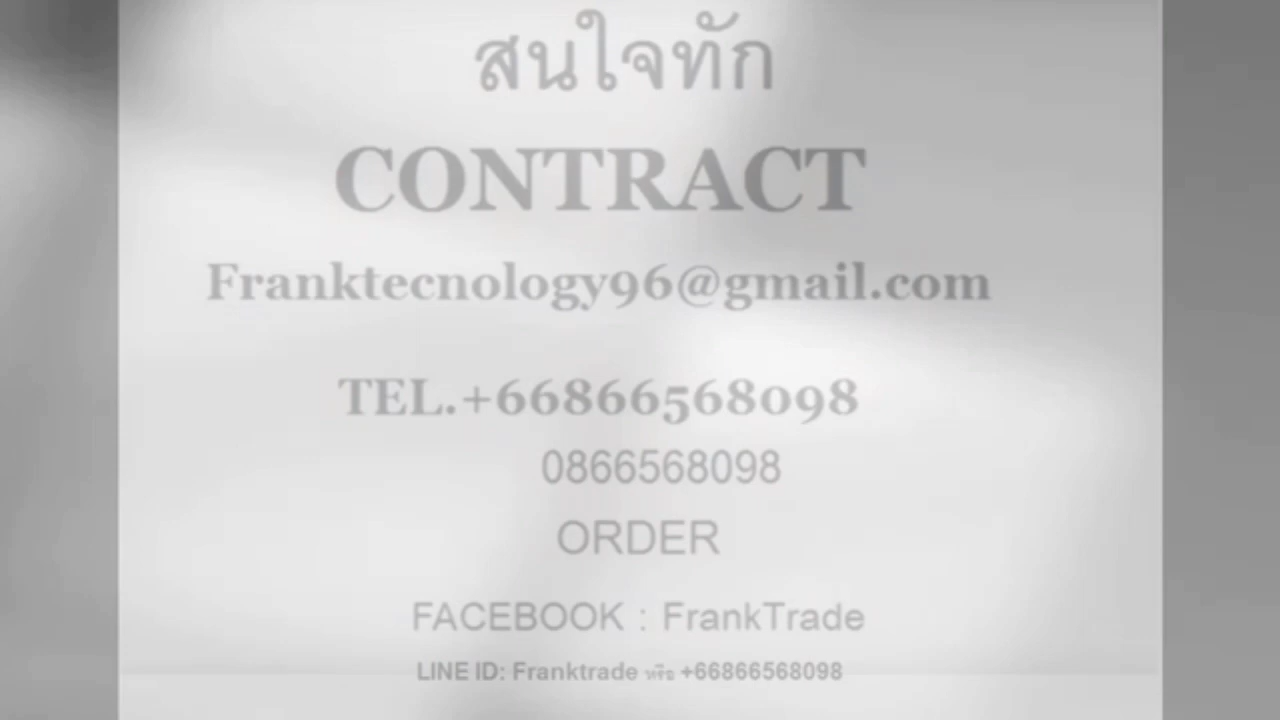 สนใจทัก
CONTRACT
Franktecnology96@gmail.com
TEL.+66866568098
0866568098
ORDER
FACEBOOK : FrankTrade
LINE ID: Franktrade หรือ +66866568098